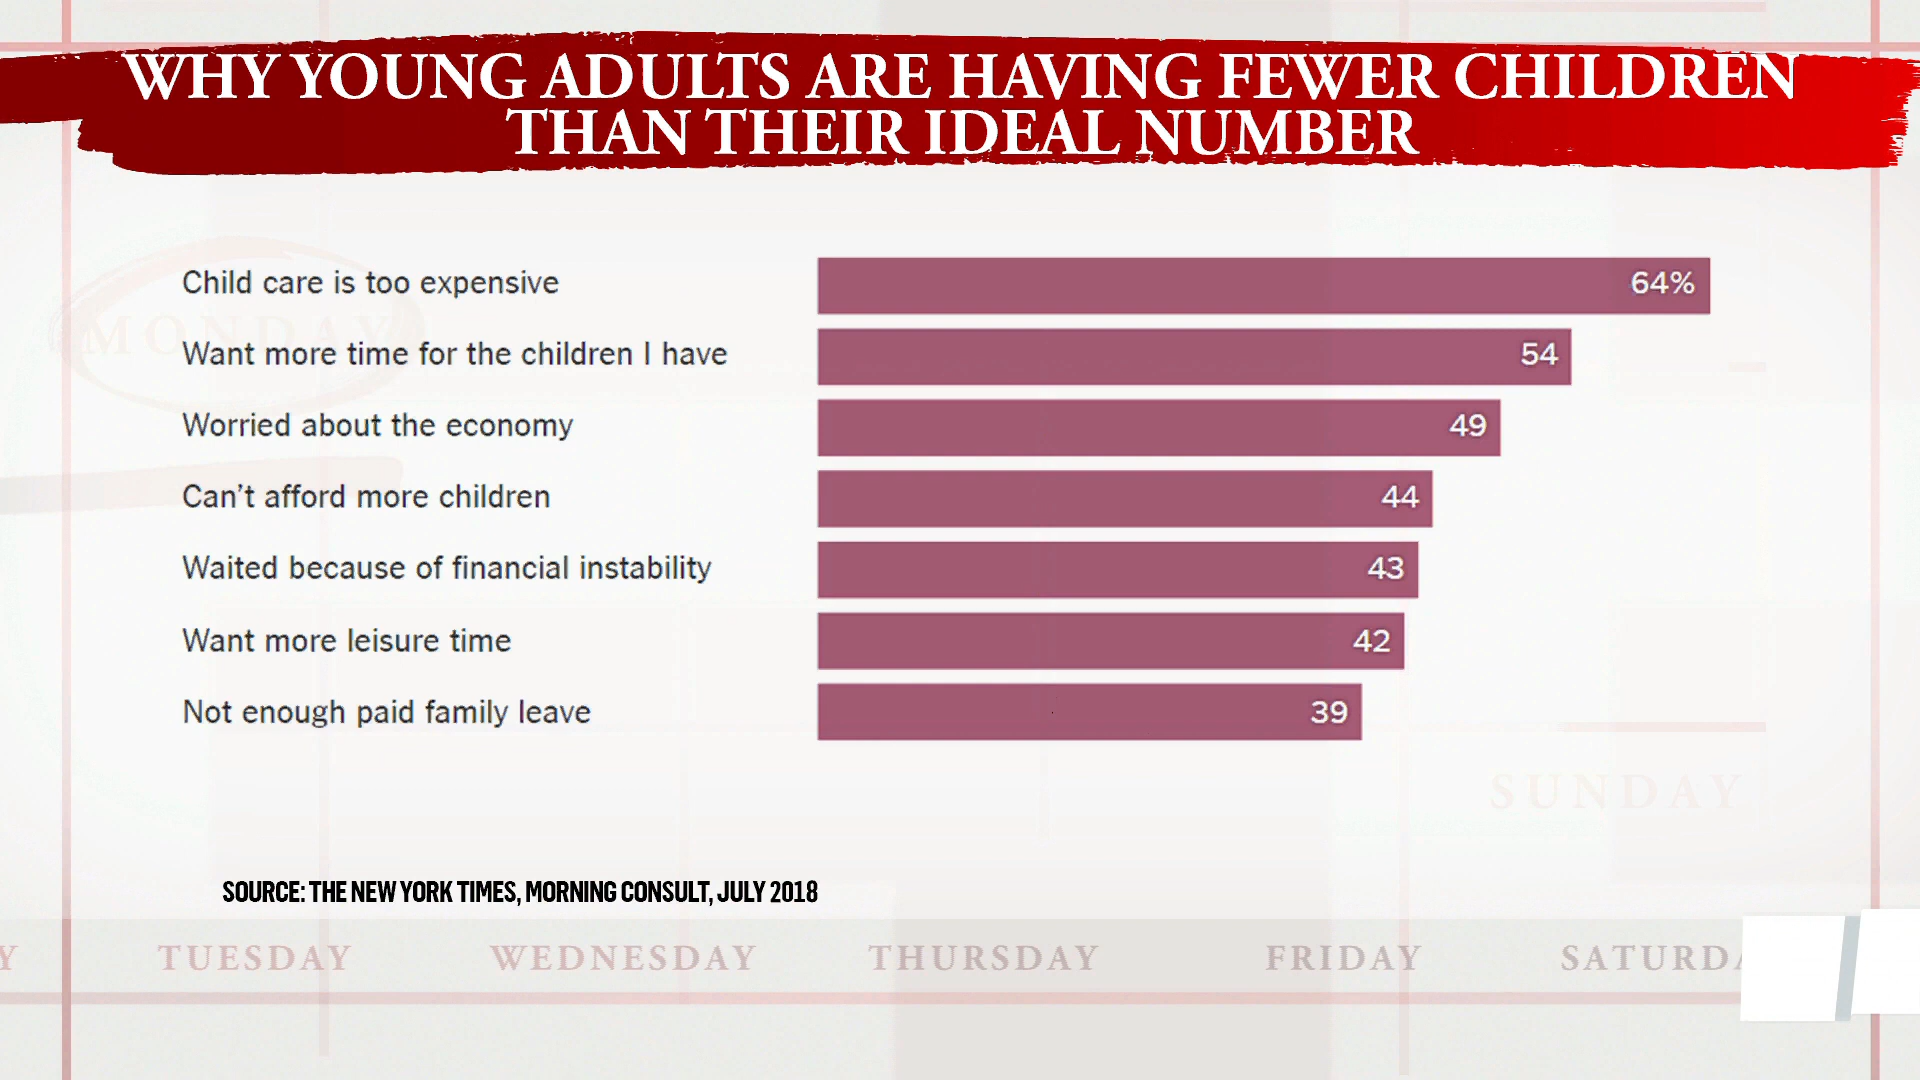 WHY YOUNG ADULTS ARE HAVING FEWER CHILDREN
THAN THEIR IDEAL NUMBER
Child care is too expensive 64%
MONDAY
Want more time for the children I have 54
Worried about the economy 49
Can't afford more children 44
Waited because of financial instability 43
Want more leisure time 42
Not enough paid family leave 39
SUNDAY
SOURCE: THE NEW YORK TIMES, MORNING CONSULT, JULY 2018
Y TUESDAY WEDNESDAY THURSDAY FRIDAY SATURDA